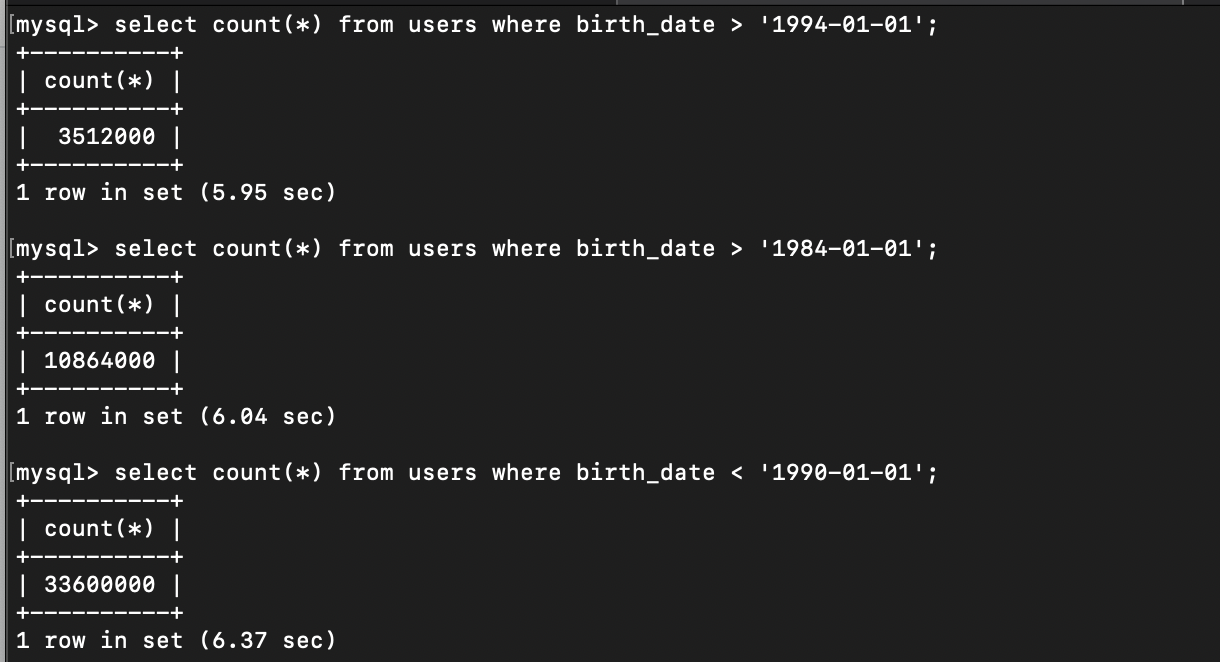 [mysql> select count(*) from users where birth_date > '1994-01-01';
+----------+
| count(*) |
+----------+
|  3512000 |
+----------+
1 row in set (5.95 sec)

[mysql> select count(*) from users where birth_date > '1984-01-01';
+----------+
| count(*) |
+----------+
| 10864000 |
+----------+
1 row in set (6.04 sec)

[mysql> select count(*) from users where birth_date < '1990-01-01';
+----------+
| count(*) |
+----------+
| 33600000 |
+----------+
1 row in set (6.37 sec)